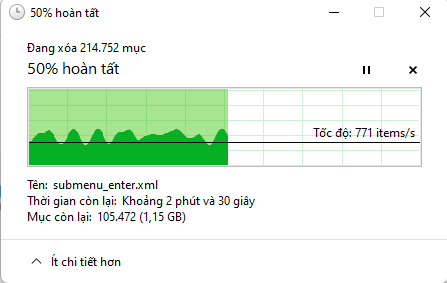 50% hoàn tất
Đang xóa 214.752 mục
50% hoàn tất
Tốc độ: 771 items/s
Tên: submenu_enter.xml
Thời gian còn lại: Khoảng 2 phút và 30 giây
Mục còn lại: 105.472 (1,15 GB)
Ít chi tiết hơn